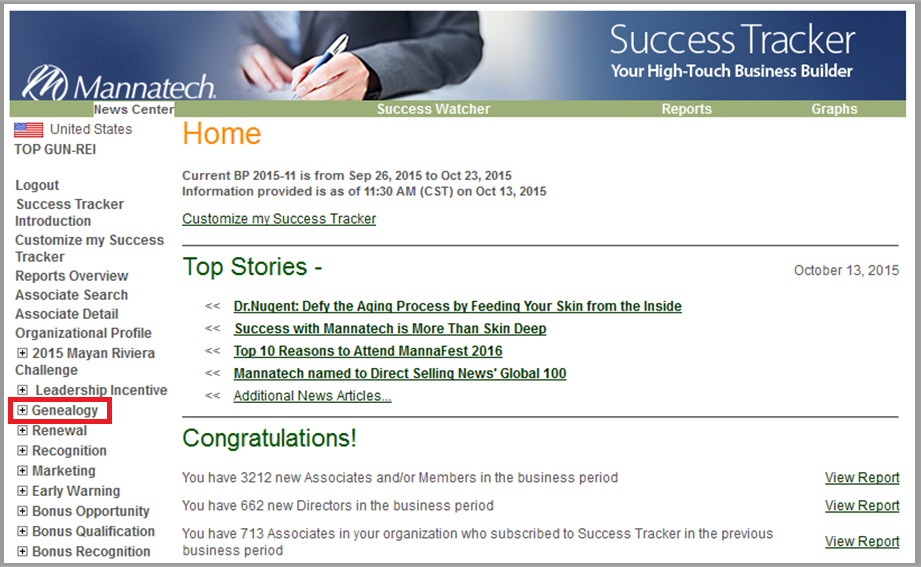 Mannatech.
Success Tracker
Your High-Touch Business Builder
News Center
Success Watcher
Reports
Graphs
United States
TOP GUN-REI
Logout
Success Tracker
Introduction
Customize my Success
Tracker
Reports Overview
Associate Search
Associate Detail
Organizational Profile
2015 Mayan Riviera
Challenge
Leadership Incentive
Genealogy
Renewal
Recognition
Marketing
Early Warning
Bonus Opportunity
Bonus Qualification
Bonus Recognition
Home
Current BP 2015-11 is from Sep 26, 2015 to Oct 23, 2015
Information provided is as of 11:30 AM (CST) on Oct 13, 2015
Customize my Success Tracker
Top Stories -
October 13, 2015
<< Dr.Nugent: Defy the Aging Process by Feeding Your Skin from the Inside
<< Success with Mannatech is More Than Skin Deep
<< Top 10 Reasons to Attend MannaFest 2016
<< Mannatech named to Direct Selling News' Global 100
<< Additional News Articles...
Congratulations!
You have 3212 new Associates and/or Members in the business period View Report
You have 662 new Directors in the business period View Report
You have 713 Associates in your organization who subscribed to Success Tracker in the previous
business period View Report